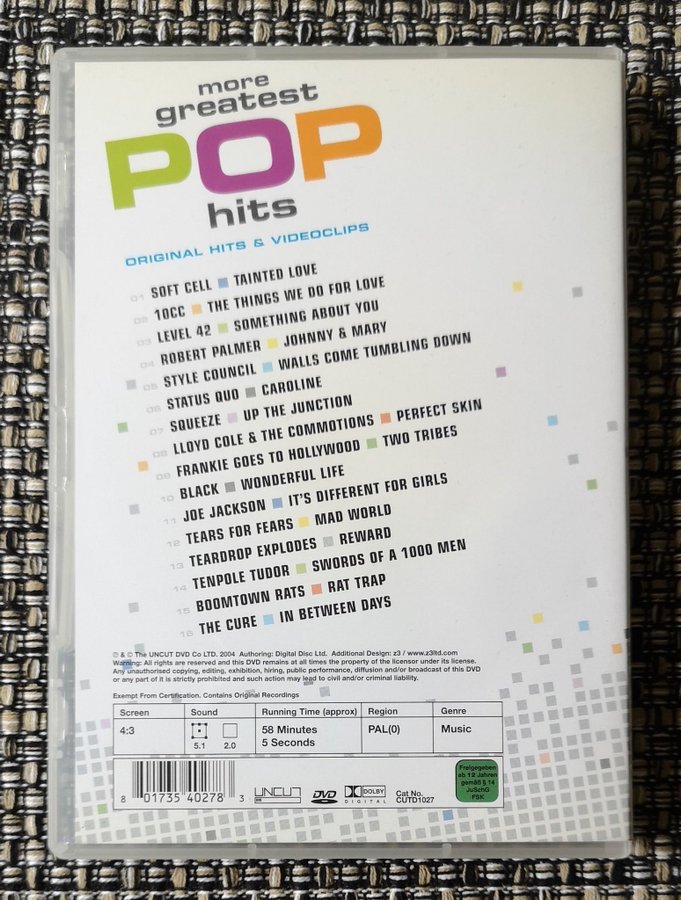 more
greatest
POP
hits
ORIGINAL HITS & VIDEOCLIPS
01 SOFT CELL TAINTED LOVE
02 10CC THE THINGS WE DO FOR LOVE
03 LEVEL 42 SOMETHING ABOUT YOU
04 ROBERT PALMER JOHNNY & MARY
05 STYLE COUNCIL WALLS COME TUMBLING DOWN
06 STATUS QUO CAROLINE
07 SQUEEZE UP THE JUNCTION
08 LLOYD COLE & THE COMMOTIONS PERFECT SKIN
09 FRANKIE GOES TO HOLLYWOOD TWO TRIBES
10 BLACK WONDERFUL LIFE
11 JOE JACKSON IT'S DIFFERENT FOR GIRLS
12 TEARS FOR FEARS MAD WORLD
13 TEARDROP EXPLODES REWARD
14 TENPOLE TUDOR SWORDS OF A 1000 MEN
15 BOOMTOWN RATS RAT TRAP
16 THE CURE IN BETWEEN DAYS
℗ & © The UNCUT DVD Co LTD. 2004 Authoring: Digital Disc Ltd. Additional Design: z3 / www.z3ltd.com
Warning: All rights are reserved and this DVD remains at all times the property of the licensor under its license.
Any unauthorised copying, editing, exhibition, hiring, public performance, diffusion and/or broadcast of this DVD
or any part of it is strictly prohibited and such action may lead to civil and/or criminal liability.
Exempt From Certification. Contains Original Recordings
Screen Sound Running Time (approx) Region Genre
4:3 5.1 2.0 58 Minutes 5 Seconds PAL(0) Music
8 01735 40278 3
UNCUT
DVD
DOLBY
DIGITAL
Cat No.
CUTD1027
Freigegeben
ab 12 Jahren
gemäß § 14
JuSchG
FSK